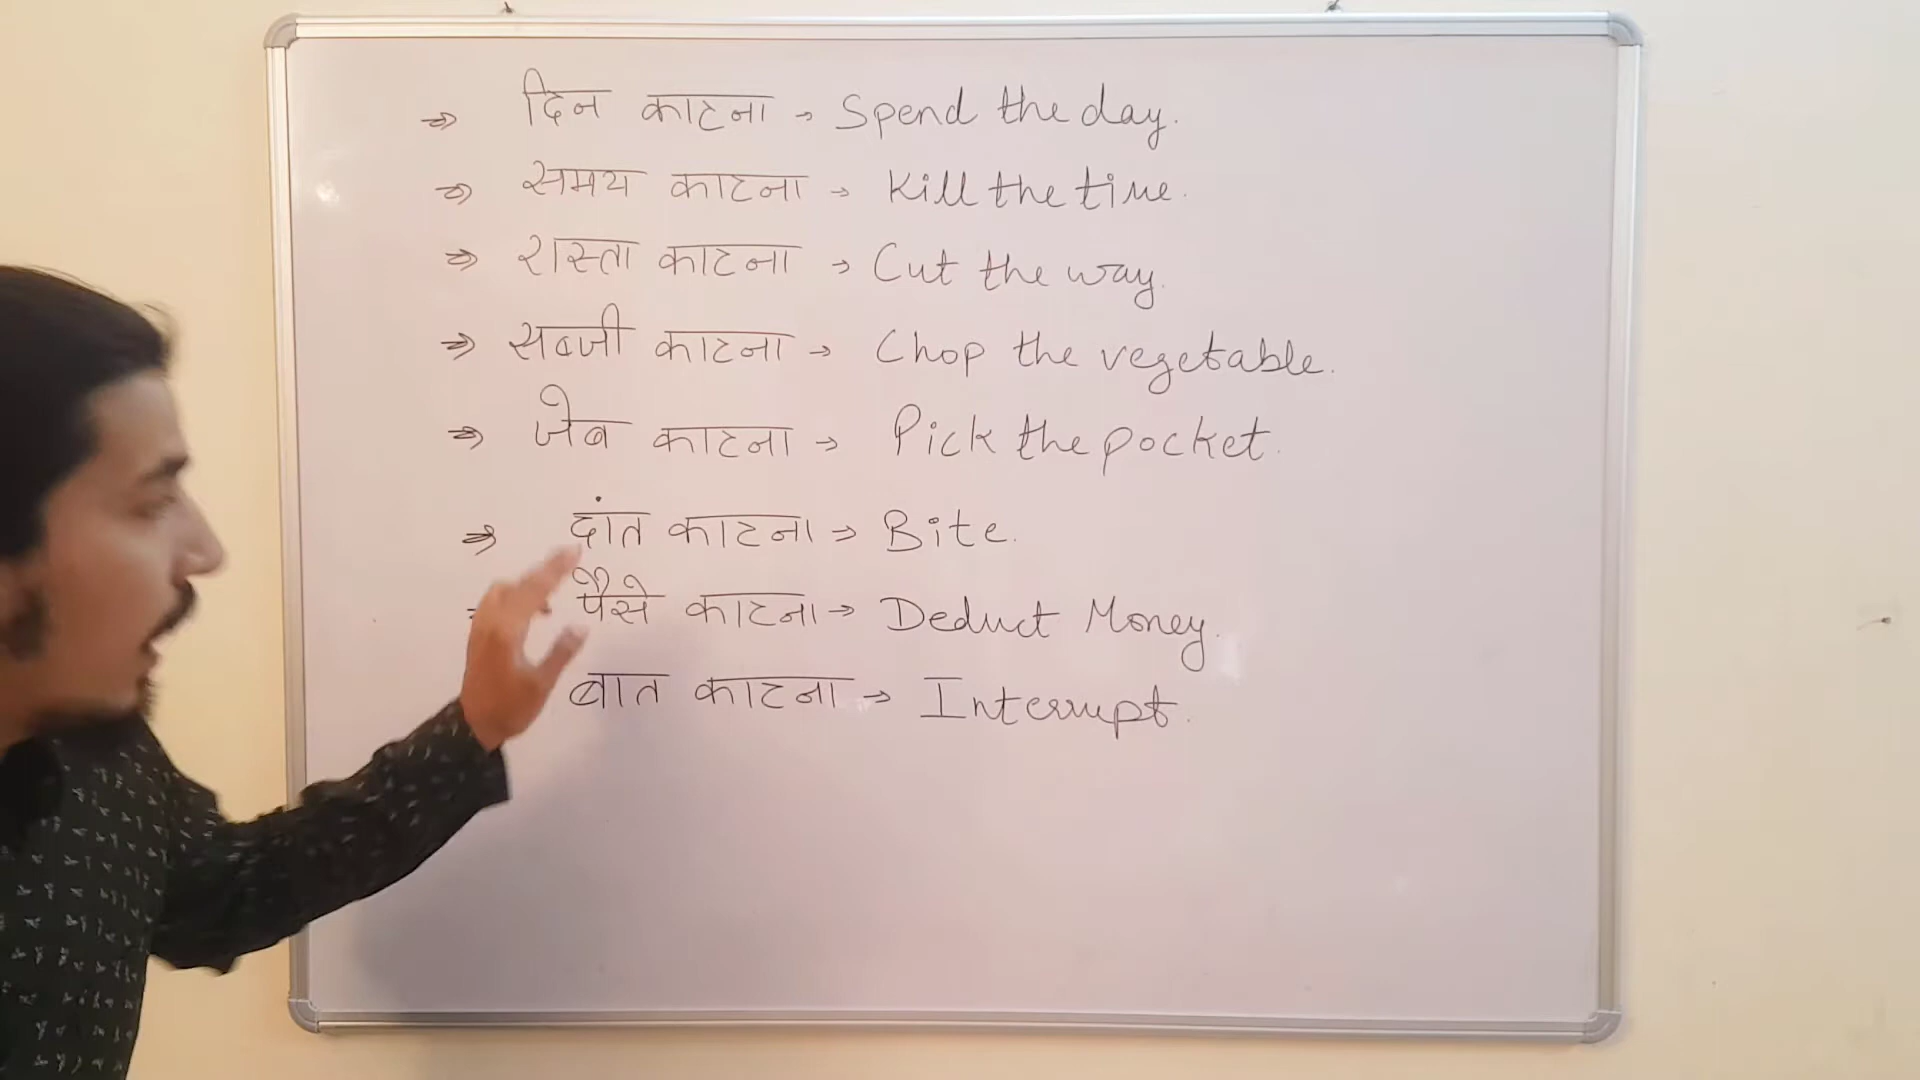 ⇒ दिन काटना → Spend the day.
⇒ समय काटना → Kill the time.
⇒ रास्ता काटना → Cut the way.
⇒ सब्जी काटना → Chop the vegetable.
⇒ जेब काटना → Pick the pocket.
⇒ दांत काटना → Bite.
पैसे काटना → Deduct Money.
बात काटना → Interrupt.